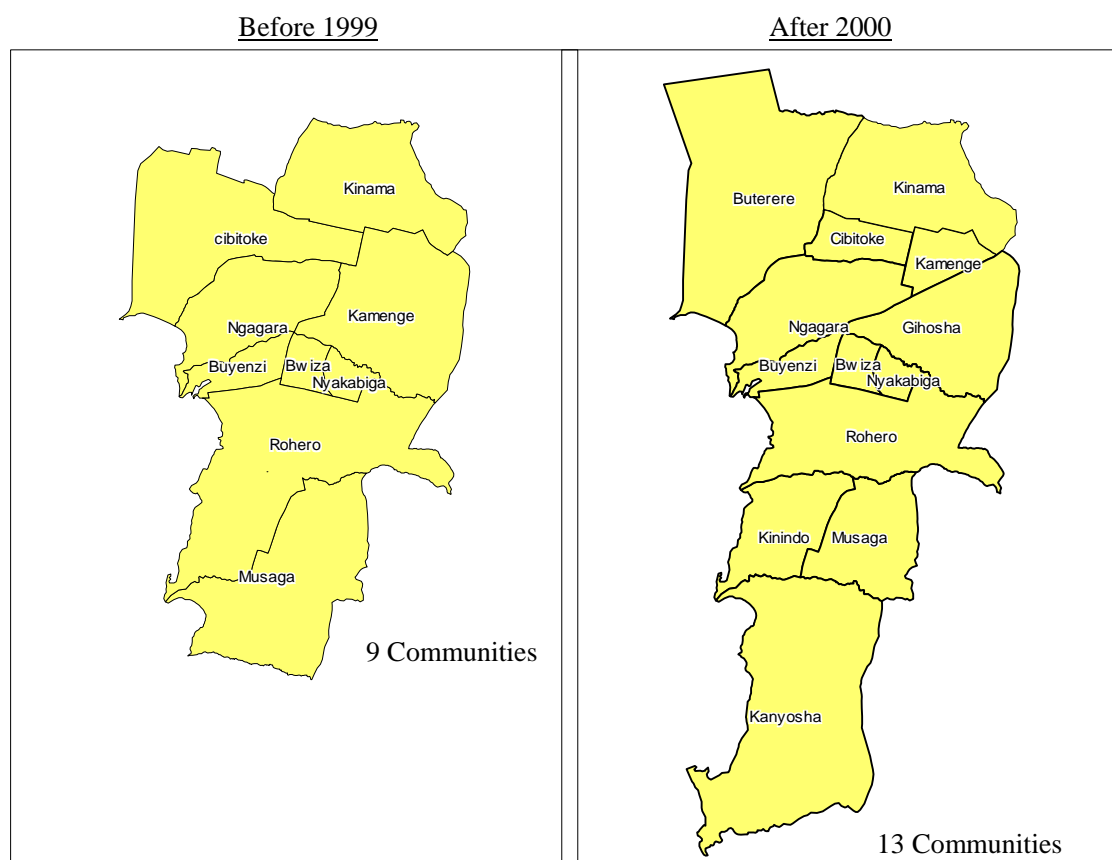 Before 1999
Kinama
cibitoke
Kamenge
Ngagara
Buyenzi
Bwiza
Nyakabiga
Rohero
Musaga
9 Communities
After 2000
Buterere
Kinama
Cibitoke
Kamenge
Ngagara
Gihosha
Buyenzi
Bwiza
Nyakabiga
Rohero
Kinindo
Musaga
Kanyosha
13 Communities